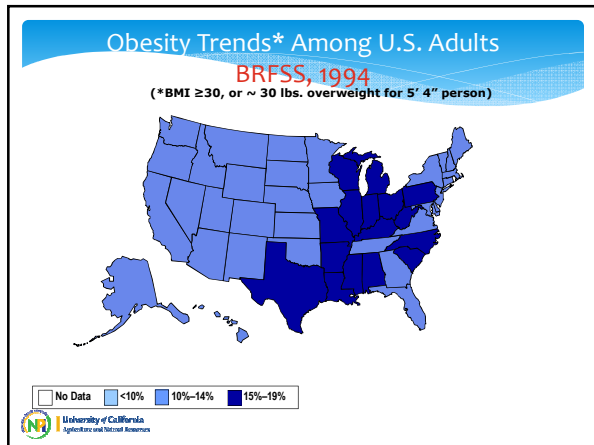 Obesity Trends* Among U.S. Adults
BRFSS, 1994
(*BMI ≥30, or ~ 30 lbs. overweight for 5’ 4” person)
No Data <10% 10%–14% 15%–19%
NPI
University of California
Agriculture and Natural Resources